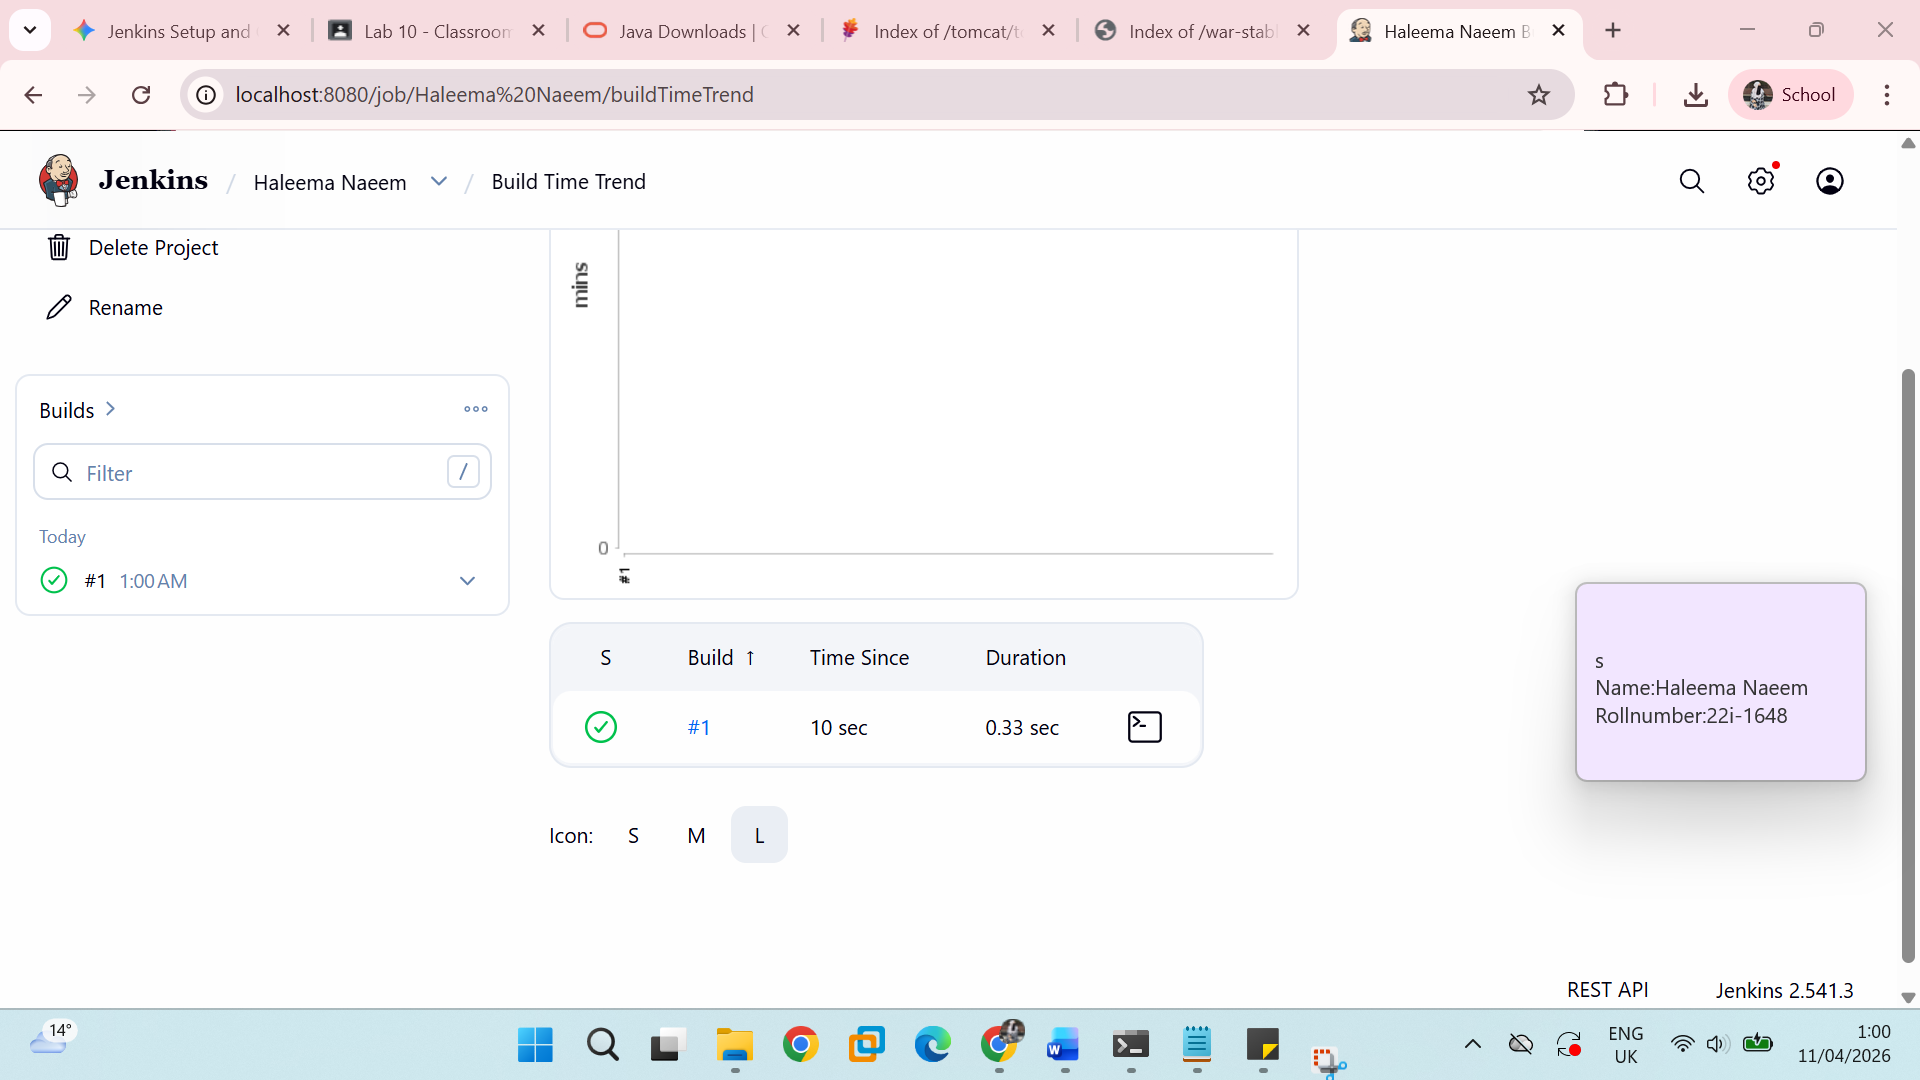 Jenkins Setup and
Lab 10 - Classroom
Java Downloads |
Index of /tomcat/t
Index of /war-stab
Haleema Naeem B
localhost:8080/job/Haleema%20Naeem/buildTimeTrend
School
Jenkins / Haleema Naeem / Build Time Trend
Delete Project
Rename
mins
0
#1
Builds
Filter /
Today
#1 1:00 AM
S Build ↑ Time Since Duration
#1 10 sec 0.33 sec
Icon: S M L
s
Name:Haleema Naeem
Rollnumber:22i-1648
REST API Jenkins 2.541.3
14°
ENG
UK
1:00
11/04/2026